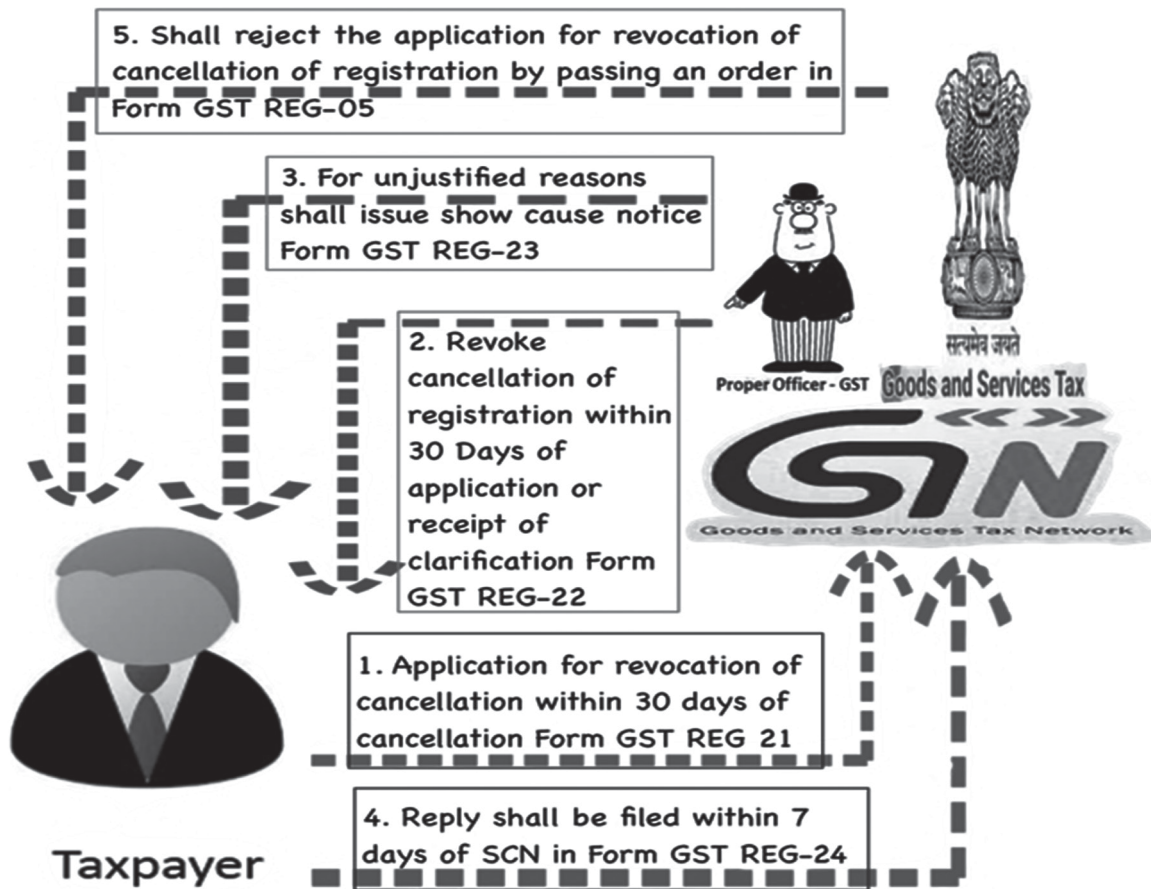 5. Shall reject the application for revocation of
cancellation of registration by passing an order in
Form GST REG-05
3. For unjustified reasons
shall issue show cause notice
Form GST REG-23
2. Revoke
cancellation of
registration within
30 Days of
application or
receipt of
clarification Form
GST REG-22
Proper Officer - GST
सत्यमेव जयते
Goods and Services Tax
GSTN
Goods and Services Tax Network
1. Application for revocation of
cancellation within 30 days of
cancellation Form GST REG 21
4. Reply shall be filed within 7
days of SCN in Form GST REG-24
Taxpayer